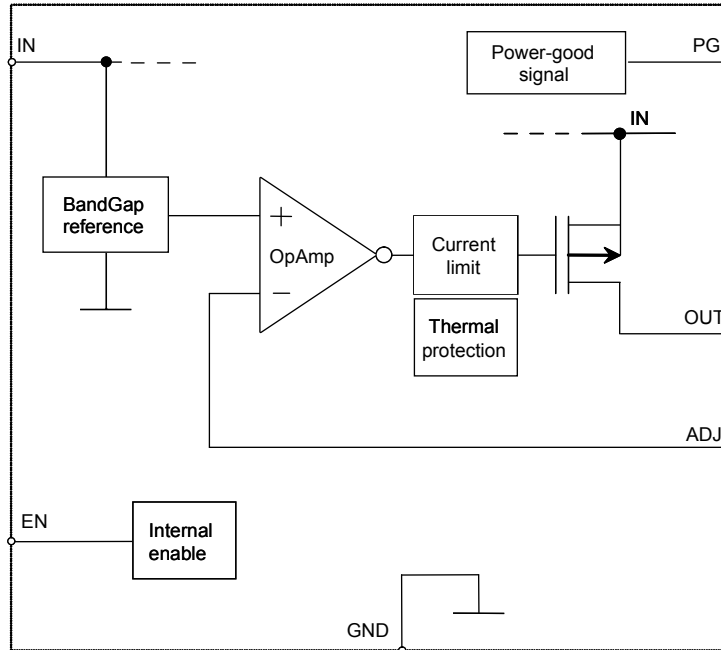 IN
Power-good
signal
PG
IN
BandGap
reference
+
OpAmp
−
Current
limit
Thermal
protection
OUT
ADJ
EN
Internal
enable
GND